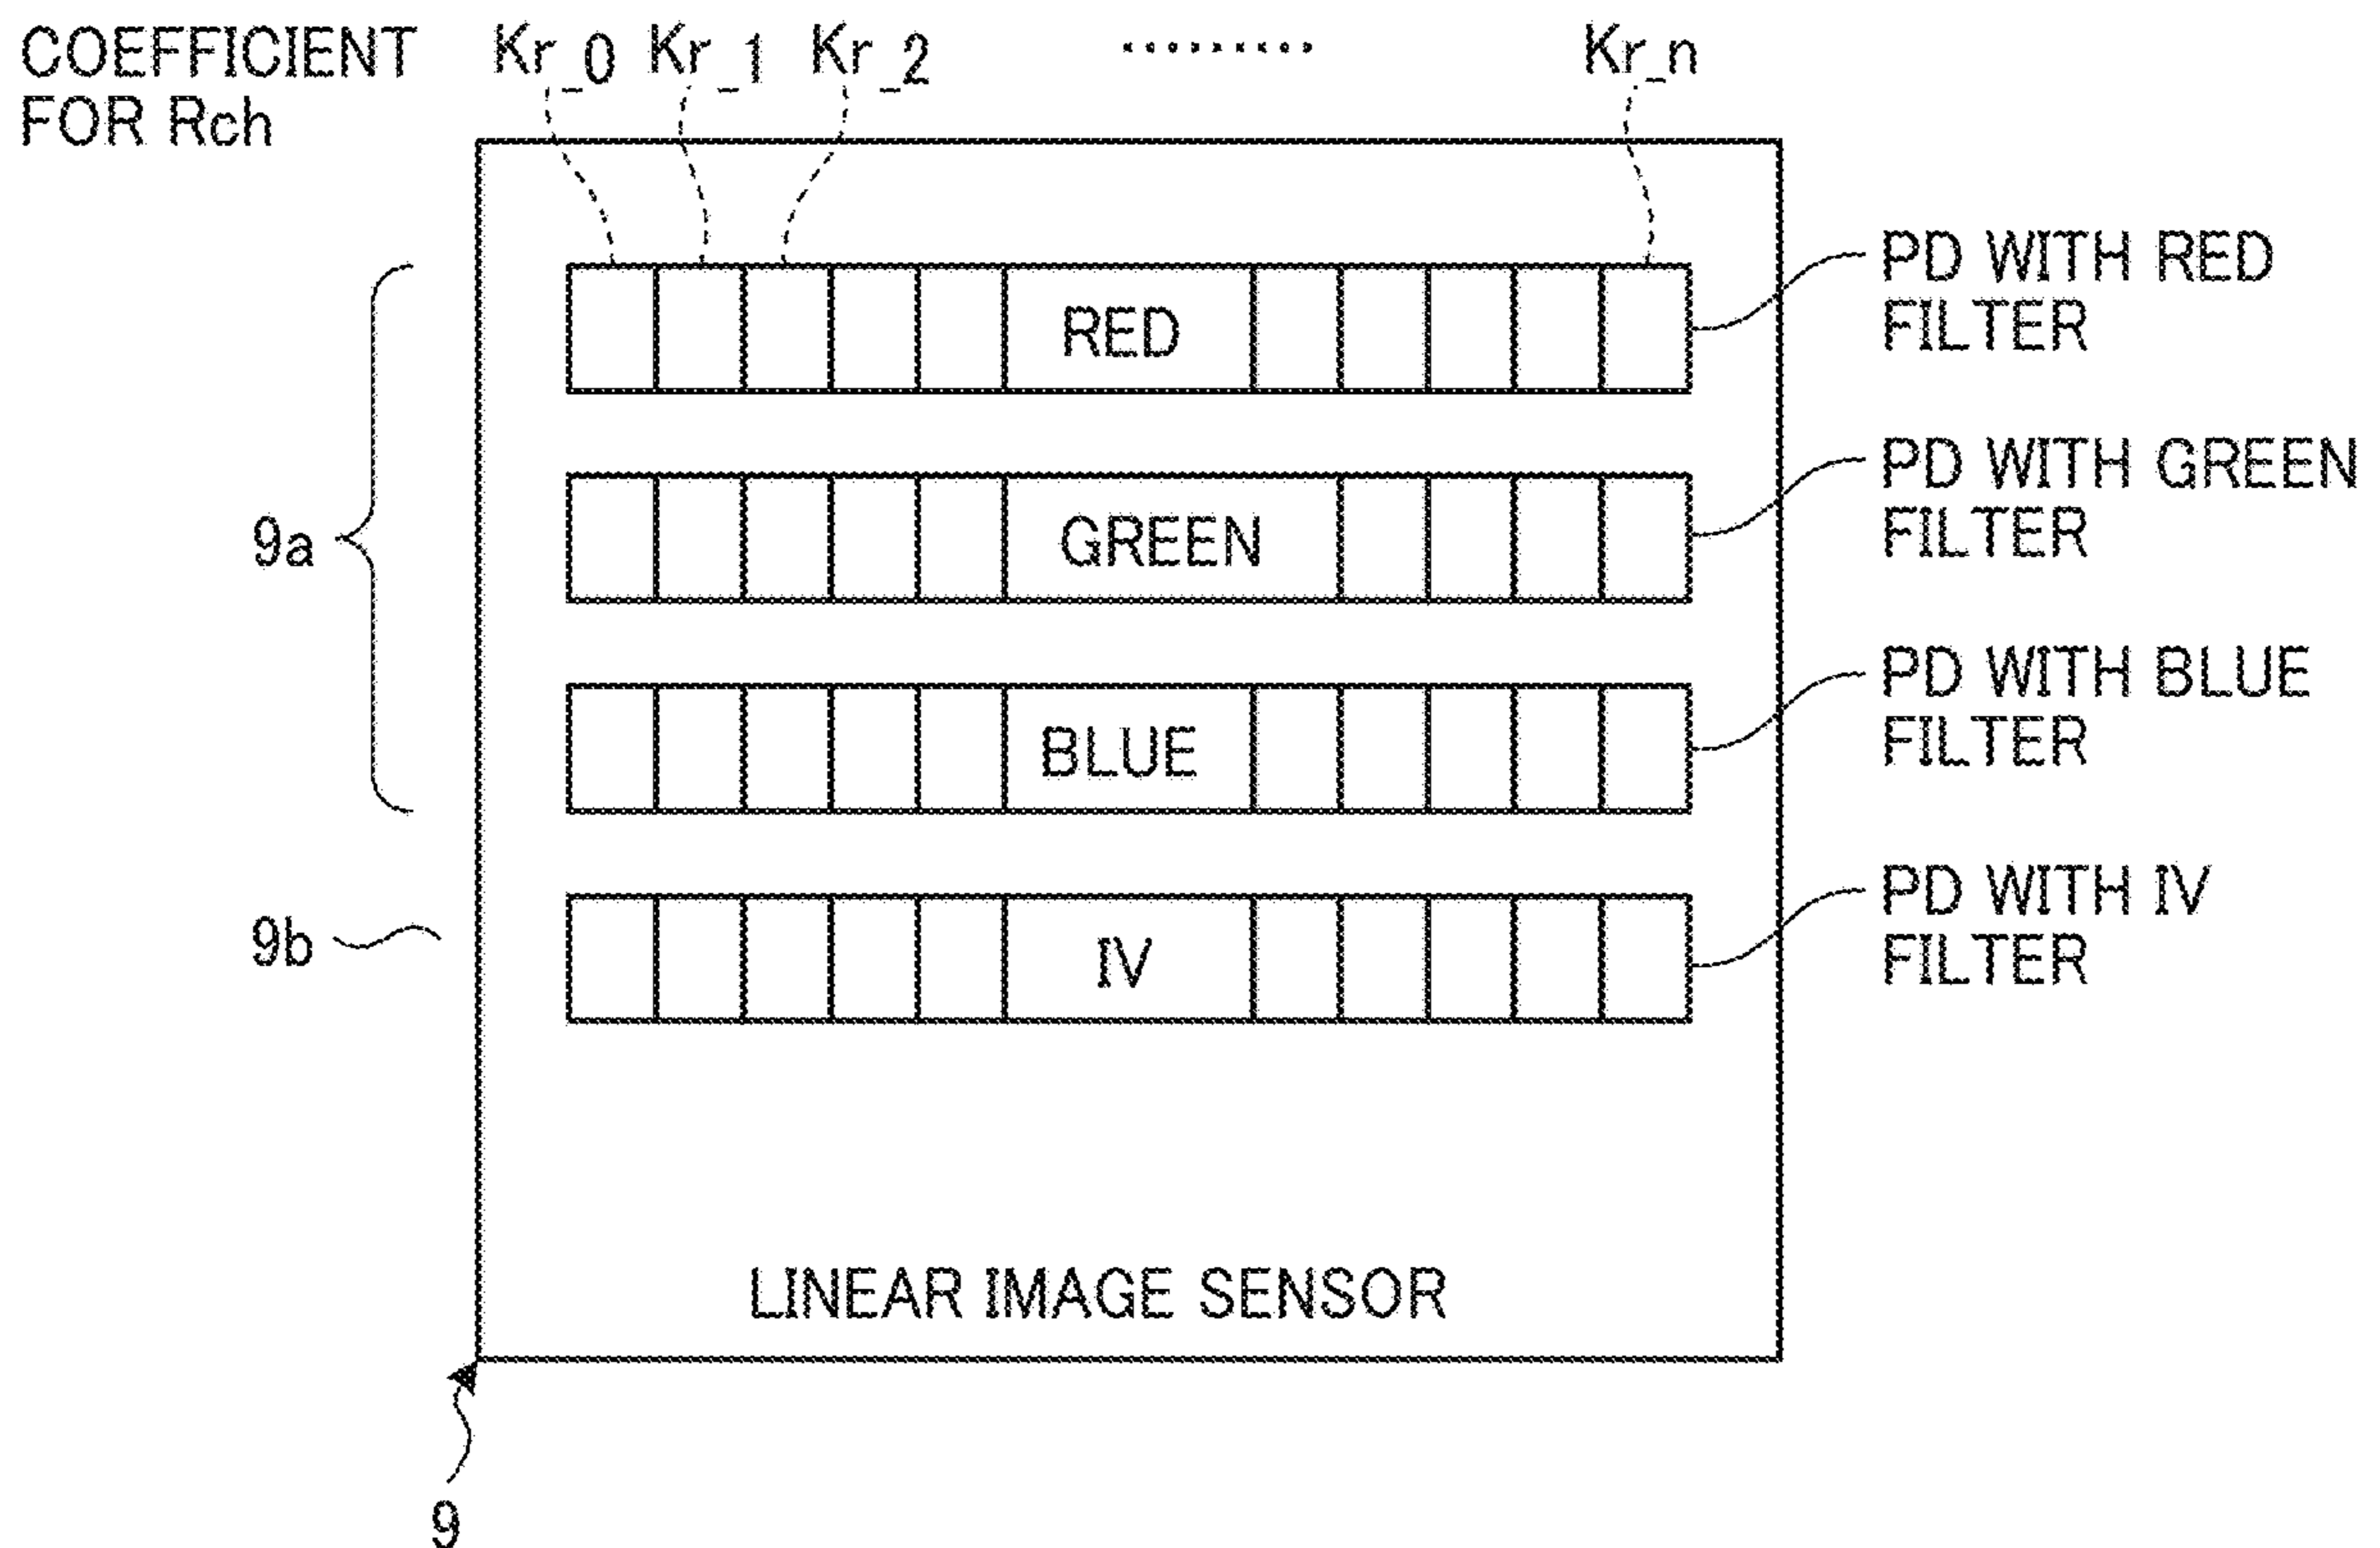 COEFFICIENT
FOR Rch
Kr_0 Kr_1 Kr_2 ········ Kr_n
RED
PD WITH RED
FILTER
GREEN
PD WITH GREEN
FILTER
9a
BLUE
PD WITH BLUE
FILTER
9b
IV
PD WITH IV
FILTER
LINEAR IMAGE SENSOR
9